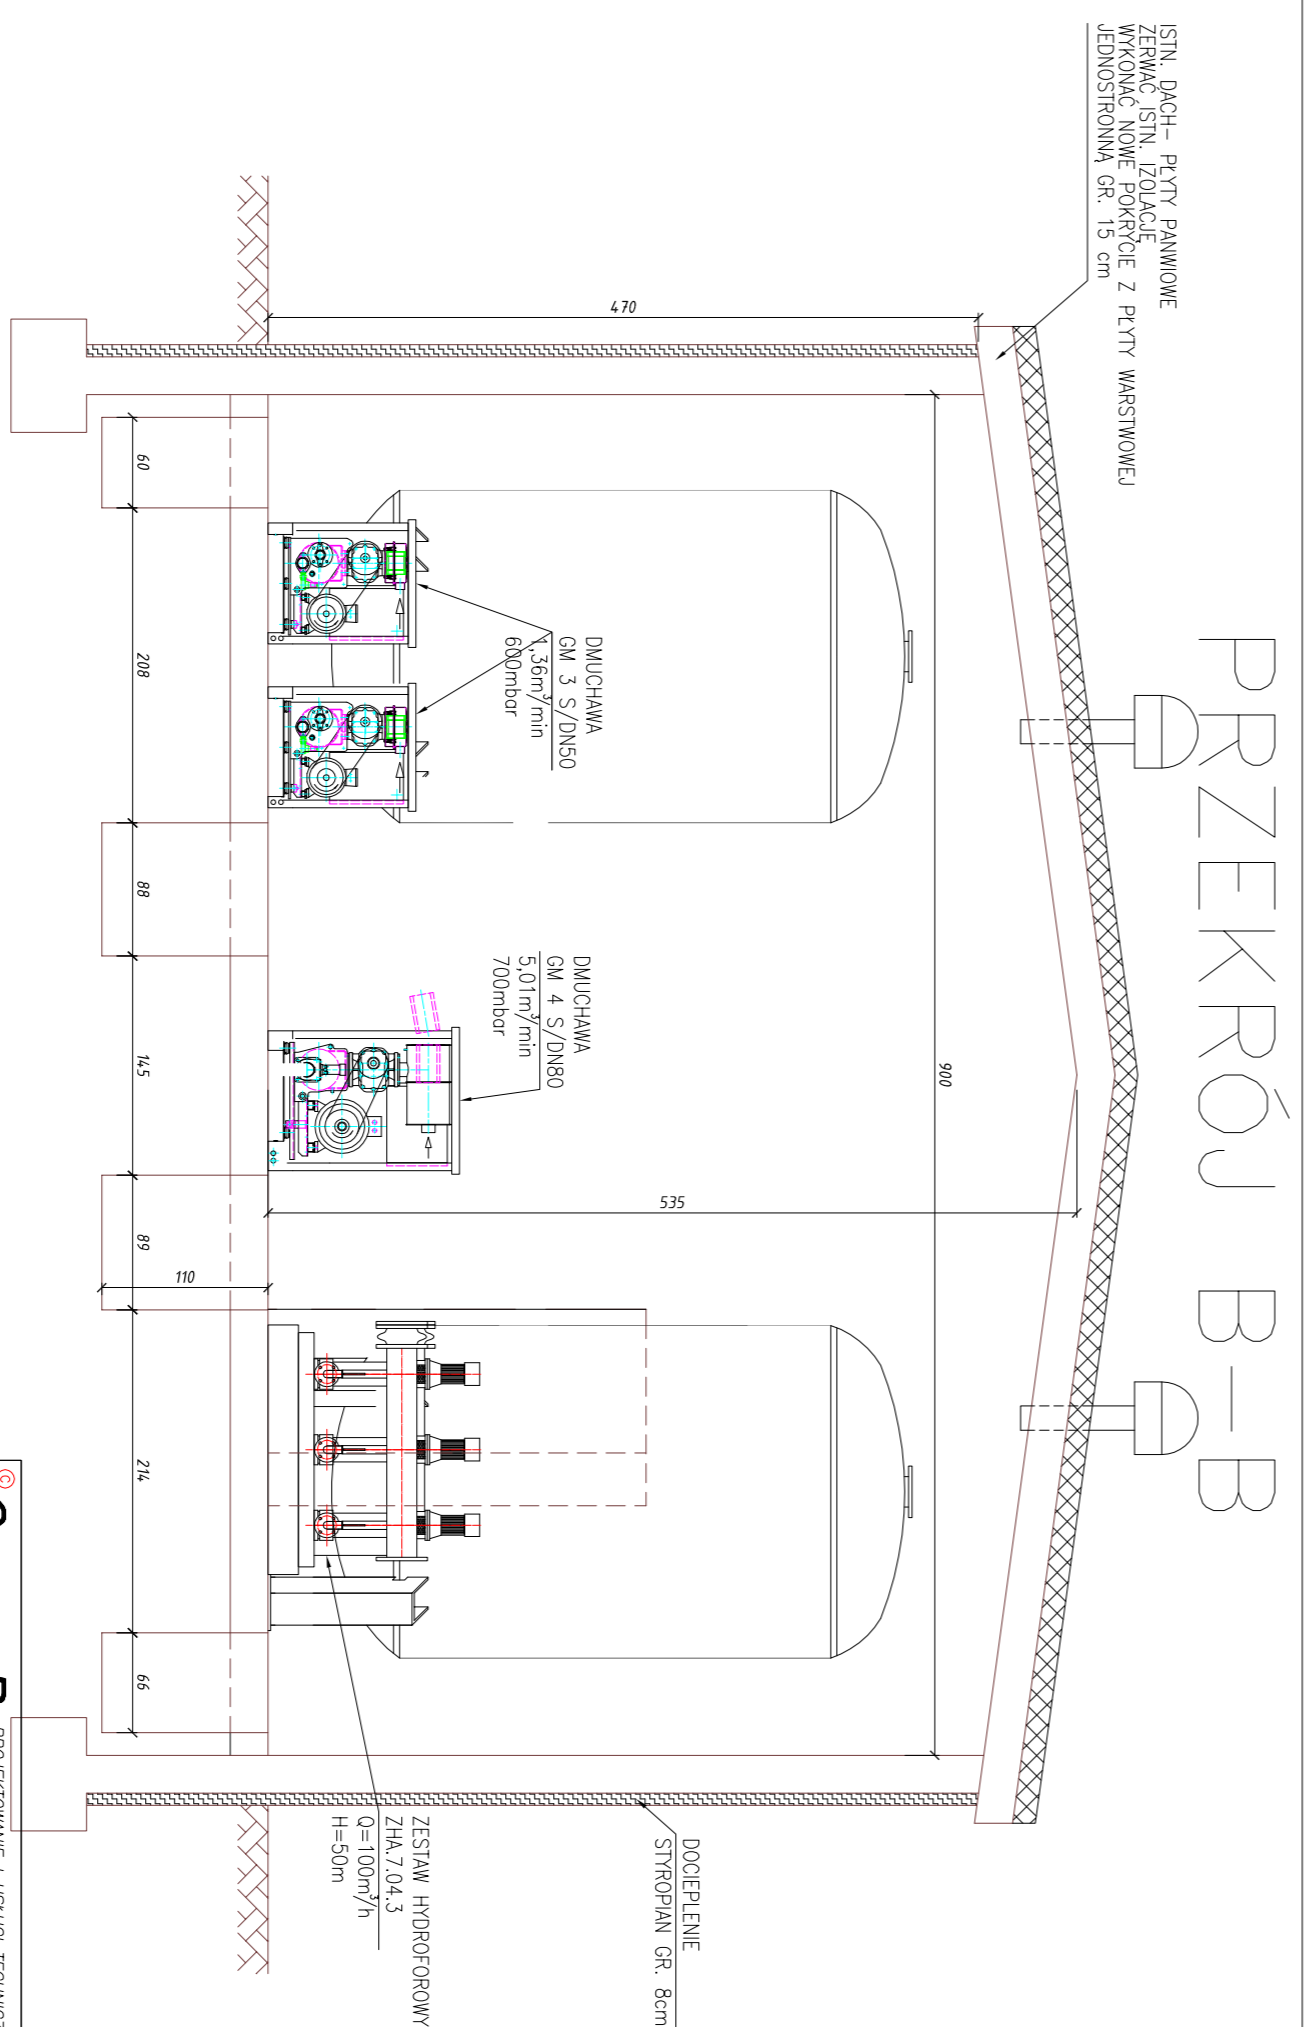 PRZEKRÓJ B-B
ISTN. DACH- PŁYTY PANWIOWE
ZERWAĆ ISTN. IZOLACJĘ
WYKONAĆ NOWE POKRYCIE Z PŁYTY WARSTWOWEJ
JEDNOSTRONNĄ GR. 15 cm
470
900
535
DMUCHAWA
GM 3 S/DN50
1,36m³/min
600mbar
DMUCHAWA
GM 4 S/DN80
5,01m³/min
700mbar
DOCIEPLENIE
STYROPIAN GR. 8cm
ZESTAW HYDROFOROWY
ZHA.7.04.3
Q=100m³/h
H=50m
110
60
208
88
145
89
214
66
©